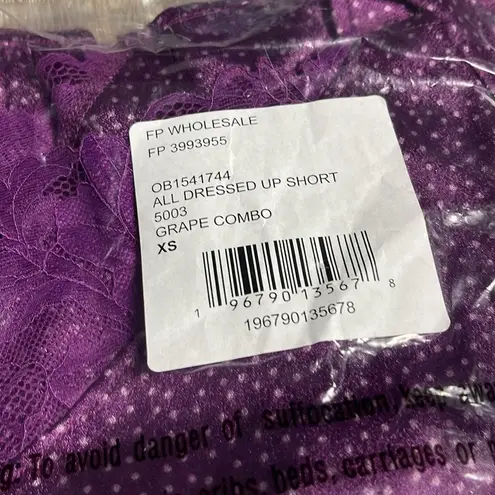 FP WHOLESALE
FP 3993955
OB1541744
ALL DRESSED UP SHORT
5003
GRAPE COMBO
XS
1 96790 13567 8
196790135678
To avoid danger of suffocation, keep
beds, carriages or